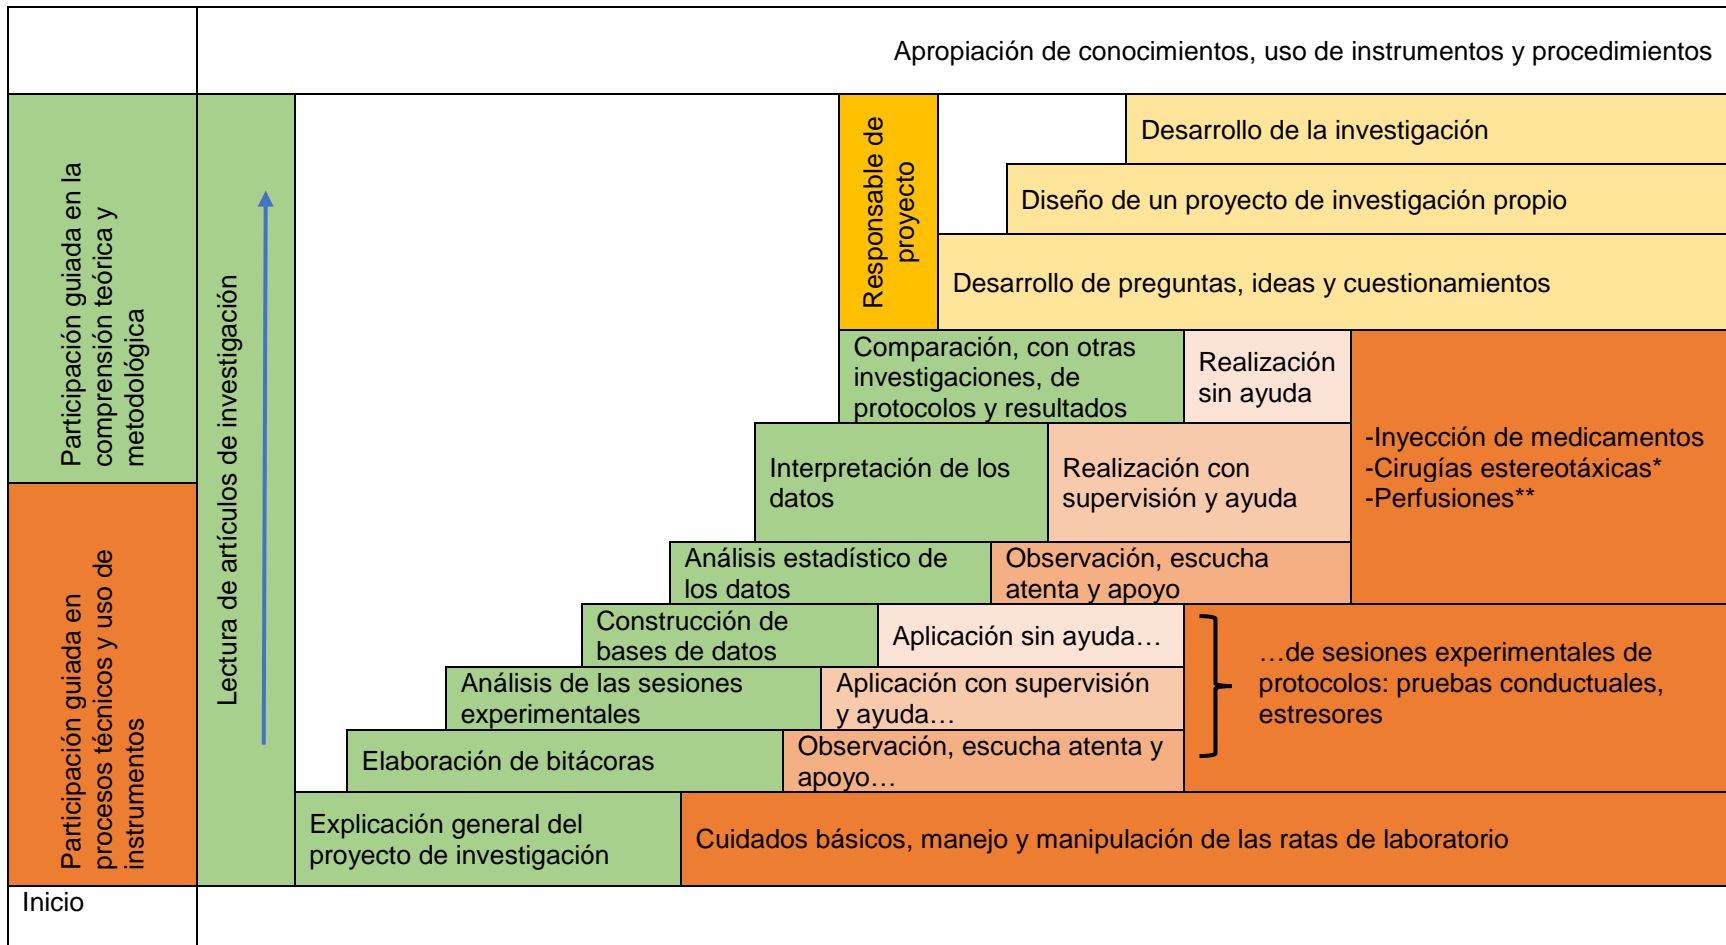 Apropiación de conocimientos, uso de instrumentos y procedimientos
Participación guiada en la
comprensión teórica y
metodológica
Participación guiada en
procesos técnicos y uso de
instrumentos
Lectura de artículos de investigación
Responsable de
proyecto
Desarrollo de la investigación
Diseño de un proyecto de investigación propio
Desarrollo de preguntas, ideas y cuestionamientos
Comparación, con otras
investigaciones, de
protocolos y resultados
Realización
sin ayuda
Interpretación de los
datos
Realización con
supervisión y ayuda
-Inyección de medicamentos
-Cirugías estereotáxicas*
-Perfusiones**
Análisis estadístico de
los datos
Observación, escucha
atenta y apoyo
Construcción de
bases de datos
Aplicación sin ayuda…
Análisis de las sesiones
experimentales
Aplicación con supervisión
y ayuda…
…de sesiones experimentales de
protocolos: pruebas conductuales,
estresores
Elaboración de bitácoras
Observación, escucha atenta y
apoyo…
Explicación general del
proyecto de investigación
Cuidados básicos, manejo y manipulación de las ratas de laboratorio
Inicio